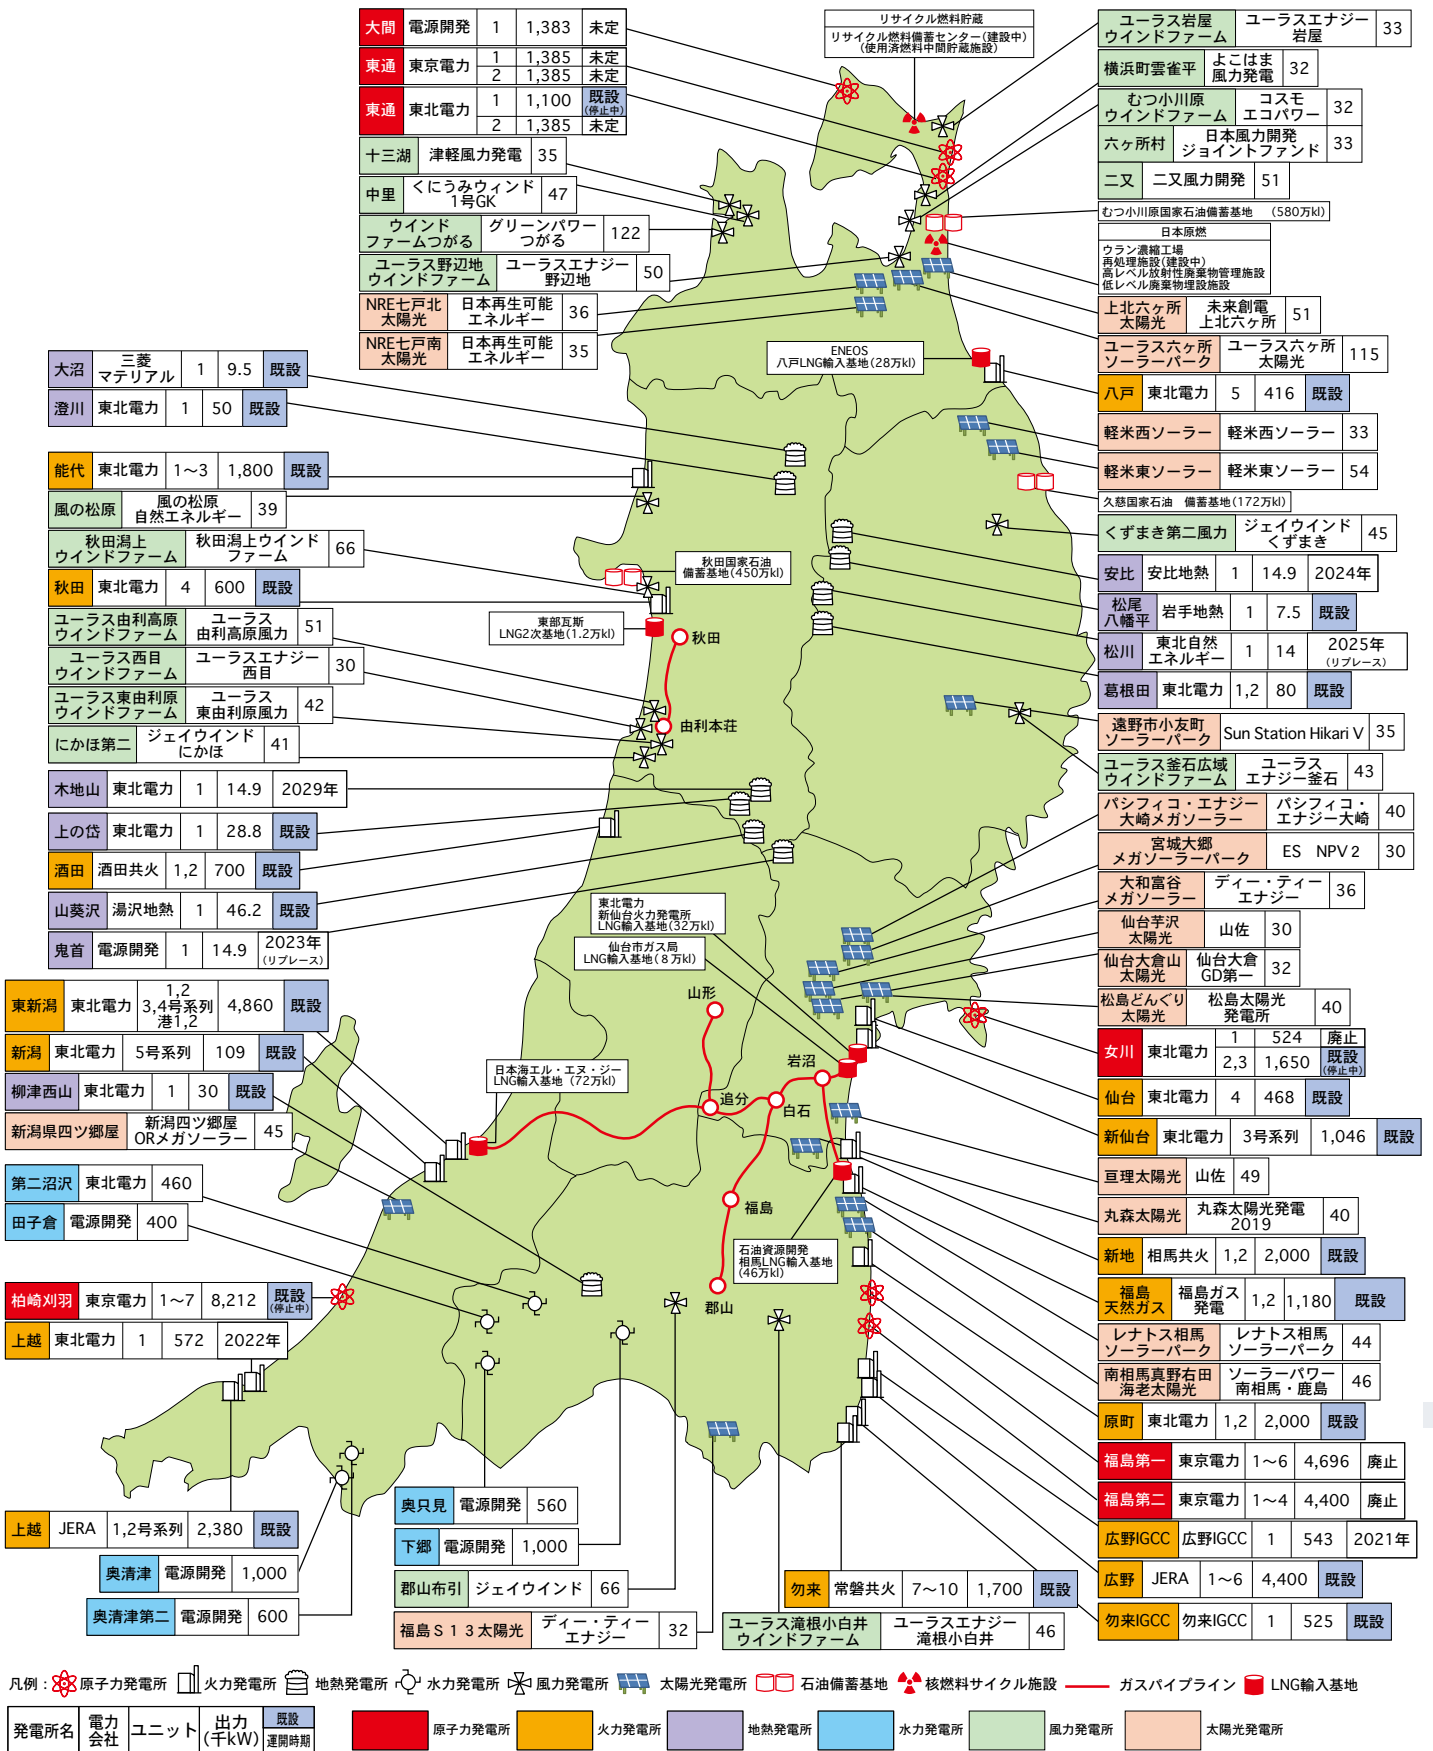 大間 電源開発 1 1,383 未定
東通 東京電力 1 1,385 未定
2 1,385 未定
東通 東北電力 1 1,100 既設 (停止中)
2 1,385 未定
十三湖 津軽風力発電 35
中里 くにうみウィンド 1号GK 47
ウインド ファームつがる グリーンパワー つがる 122
ユーラス野辺地 ウインドファーム ユーラスエナジー 野辺地 50
NRE七戸北 太陽光 日本再生可能 エネルギー 36
NRE七戸南 太陽光 日本再生可能 エネルギー 35
リサイクル燃料貯蔵
リサイクル燃料備蓄センター(建設中)
(使用済燃料中間貯蔵施設)
ユーラス岩屋 ウインドファーム ユーラスエナジー 岩屋 33
横浜町雲雀平 よこはま 風力発電 32
むつ小川原 ウインドファーム コスモ エコパワー 32
六ヶ所村 日本風力開発 ジョイントファンド 33
二又 二又風力開発 51
むつ小川原国家石油備蓄基地 (580万kl)
日本原燃
ウラン濃縮工場
再処理施設(建設中)
高レベル放射性廃棄物管理施設
低レベル廃棄物埋設施設
上北六ヶ所 太陽光 未来創電 上北六ヶ所 51
ユーラス六ヶ所 ソーラーパーク ユーラス六ヶ所 太陽光 115
ENEOS
八戸LNG輸入基地(28万kl)
八戸 東北電力 5 416 既設
軽米西ソーラー 軽米西ソーラー 33
軽米東ソーラー 軽米東ソーラー 54
久慈国家石油 備蓄基地(172万kl)
くずまき第二風力 ジェイウインド くずまき 45
安比 安比地熱 1 14.9 2024年
松尾 八幡平 岩手地熱 1 7.5 既設
松川 東北自然 エネルギー 1 14 2025年 (リプレース)
葛根田 東北電力 1,2 80 既設
遠野市小友町 ソーラーパーク Sun Station Hikari V 35
ユーラス釜石広域 ウインドファーム ユーラス エナジー釜石 43
パシフィコ・エナジー 大崎メガソーラー パシフィコ・ エナジー大崎 40
宮城大郷 メガソーラーパーク ES NPV 2 30
大和富谷 メガソーラー ディー・ティー エナジー 36
仙台芋沢 太陽光 山佐 30
仙台大倉山 太陽光 仙台大倉 GD第一 32
松島どんぐり 太陽光 松島太陽光 発電所 40
女川 東北電力 1 524 廃止
2,3 1,650 既設 (停止中)
仙台 東北電力 4 468 既設
新仙台 東北電力 3号系列 1,046 既設
亘理太陽光 山佐 49
丸森太陽光 丸森太陽光発電 2019 40
新地 相馬共火 1,2 2,000 既設
福島 天然ガス 福島ガス 発電 1,2 1,180 既設
レナトス相馬 ソーラーパーク レナトス相馬 ソーラーパーク 44
南相馬真野右田 海老太陽光 ソーラーパワー 南相馬・鹿島 46
原町 東北電力 1,2 2,000 既設
福島第一 東京電力 1～6 4,696 廃止
福島第二 東京電力 1～4 4,400 廃止
広野IGCC 広野IGCC 1 543 2021年
広野 JERA 1～6 4,400 既設
勿来IGCC 勿来IGCC 1 525 既設
大沼 三菱 マテリアル 1 9.5 既設
澄川 東北電力 1 50 既設
能代 東北電力 1～3 1,800 既設
風の松原 風の松原 自然エネルギー 39
秋田潟上 ウインドファーム 秋田潟上ウインド ファーム 66
秋田 東北電力 4 600 既設
ユーラス由利高原 ウインドファーム ユーラス 由利高原風力 51
ユーラス西目 ウインドファーム ユーラスエナジー 西目 30
ユーラス東由利原 ウインドファーム ユーラス 東由利原風力 42
にかほ第二 ジェイウインド にかほ 41
木地山 東北電力 1 14.9 2029年
上の岱 東北電力 1 28.8 既設
酒田 酒田共火 1,2 700 既設
山葵沢 湯沢地熱 1 46.2 既設
鬼首 電源開発 1 14.9 2023年 (リプレース)
秋田国家石油
備蓄基地(450万kl)
東部瓦斯
LNG2次基地(1.2万kl)
秋田
由利本荘
東北電力
新仙台火力発電所
LNG輸入基地(32万kl)
仙台市ガス局
LNG輸入基地(8万kl)
山形
岩沼
追分
白石
福島
郡山
日本海エル・エヌ・ジー
LNG輸入基地 (72万kl)
石油資源開発
相馬LNG輸入基地
(46万kl)
東新潟 東北電力 1,2 3,4号系列 港1,2 4,860 既設
新潟 東北電力 5号系列 109 既設
柳津西山 東北電力 1 30 既設
新潟県四ツ郷屋 新潟四ツ郷屋 ORメガソーラー 45
第二沼沢 東北電力 460
田子倉 電源開発 400
柏崎刈羽 東京電力 1～7 8,212 既設 (停止中)
上越 東北電力 1 572 2022年
上越 JERA 1,2号系列 2,380 既設
奥清津 電源開発 1,000
奥清津第二 電源開発 600
奥只見 電源開発 560
下郷 電源開発 1,000
郡山布引 ジェイウインド 66
福島S13太陽光 ディー・ティー エナジー 32
勿来 常磐共火 7～10 1,700 既設
ユーラス滝根小白井 ウインドファーム ユーラスエナジー 滝根小白井 46
凡例： 原子力発電所 火力発電所 地熱発電所 水力発電所 風力発電所 太陽光発電所 石油備蓄基地 核燃料サイクル施設 ガスパイプライン LNG輸入基地
発電所名 電力 会社 ユニット 出力 (千kW) 既設 運開時期
原子力発電所 火力発電所 地熱発電所 水力発電所 風力発電所 太陽光発電所